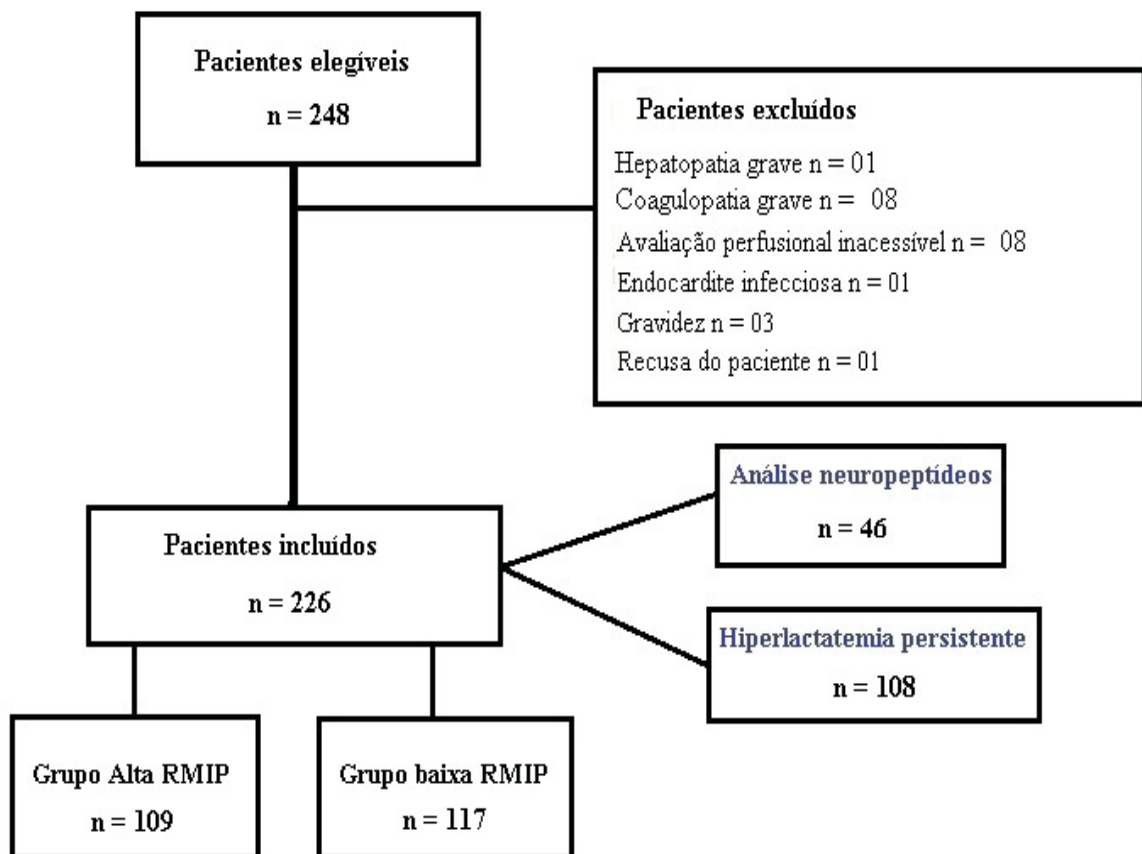 Pacientes elegíveis
n = 248
Pacientes excluídos
Hepatopatia grave n = 01
Coagulopatia grave n = 08
Avaliação perfusional inacessível n = 08
Endocardite infecciosa n = 01
Gravidez n = 03
Recusa do paciente n = 01
Análise neuropeptídeos
n = 46
Pacientes incluídos
n = 226
Hiperlactatemia persistente
n = 108
Grupo Alta RMIP
n = 109
Grupo baixa RMIP
n = 117